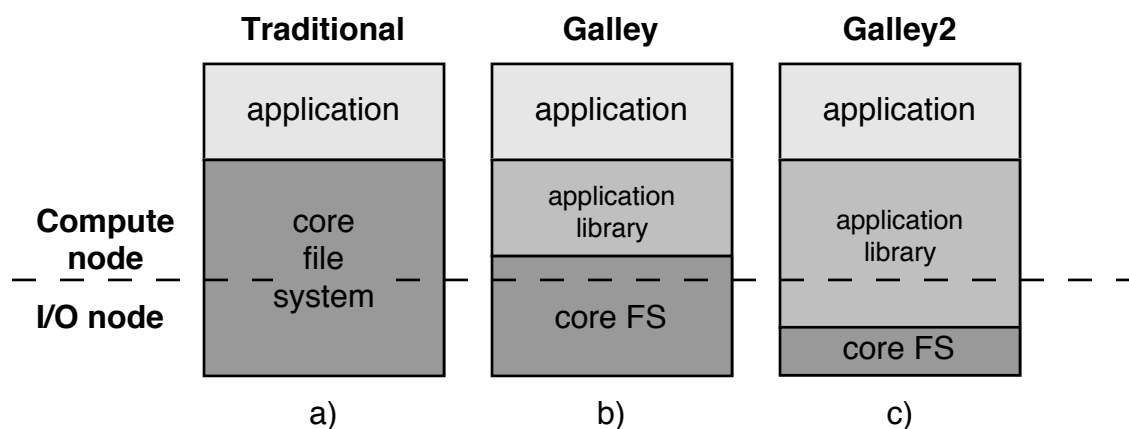 Traditional
Galley
Galley2
application
application
application
core
file
system
application
library
application
library
Compute
node
I/O node
core FS
core FS
a)
b)
c)